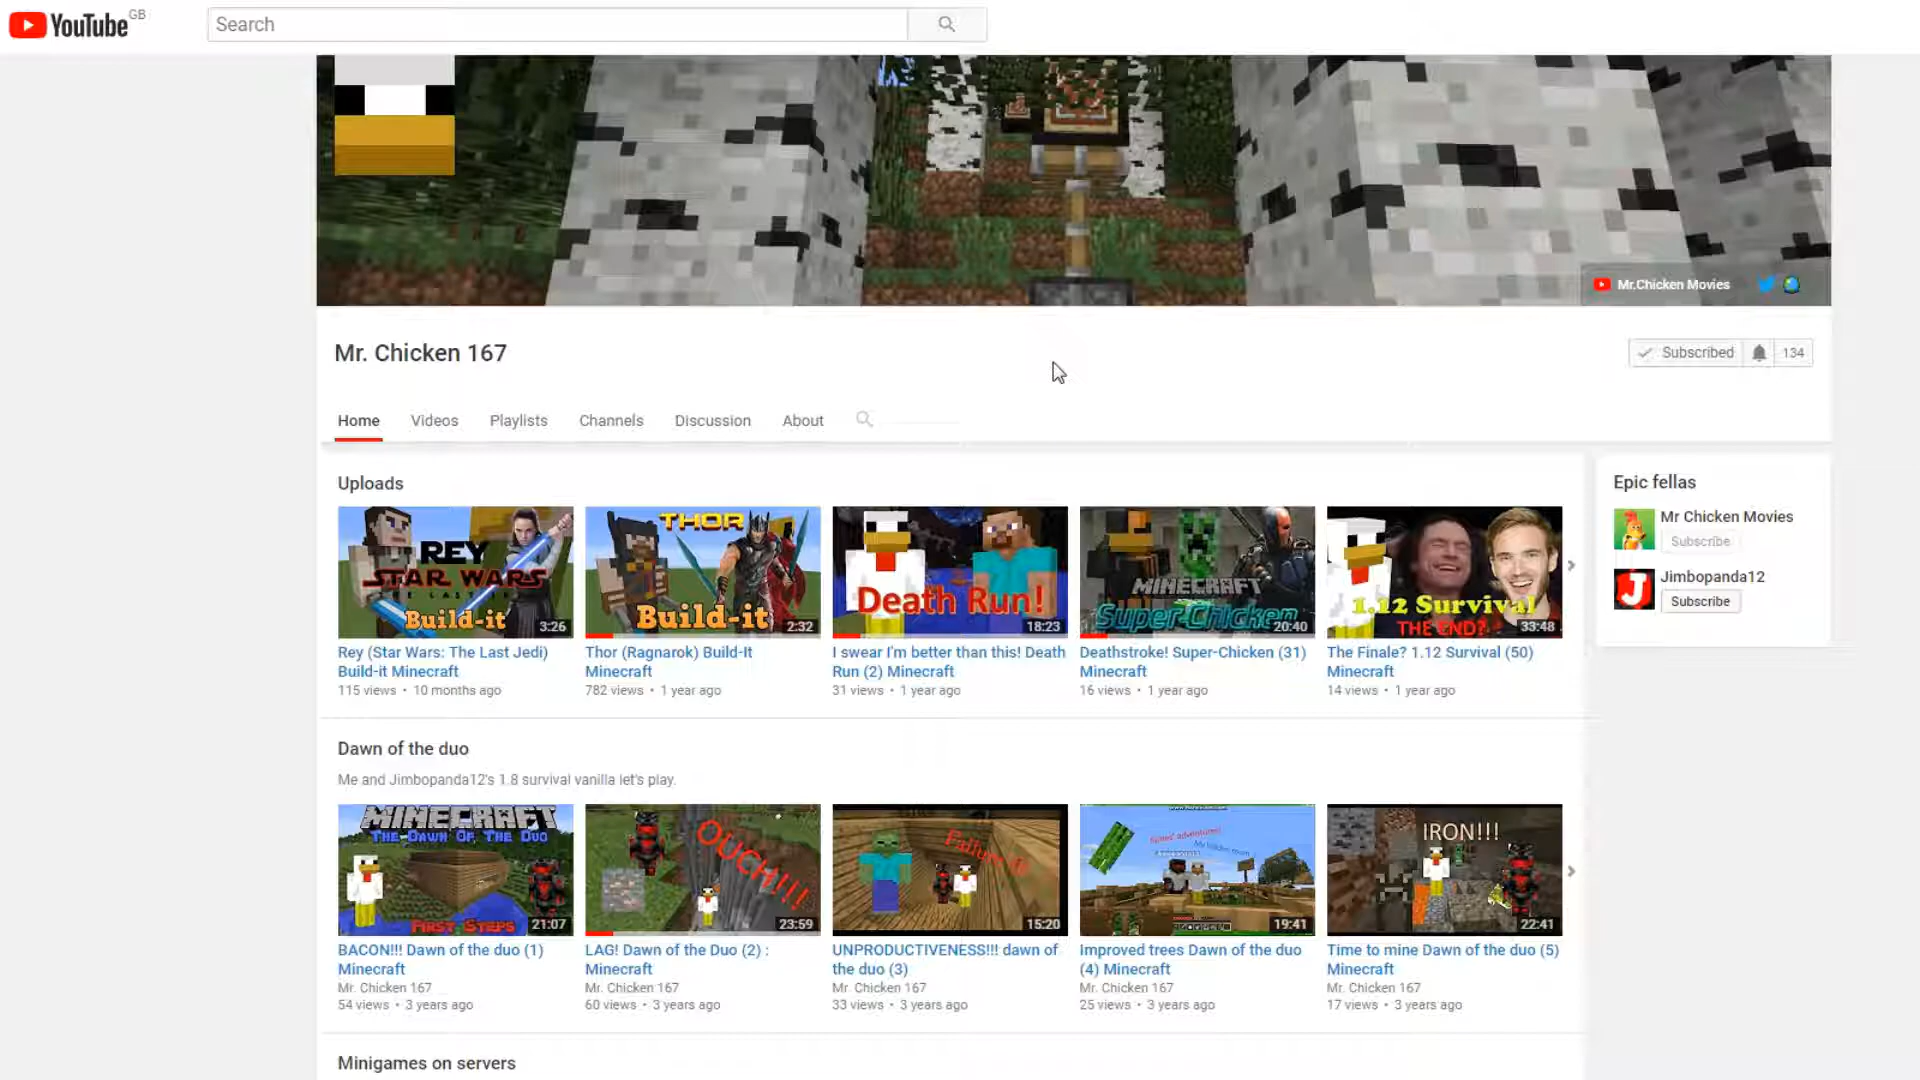 YouTube GB
Search
Mr.Chicken Movies
Mr. Chicken 167
Subscribed 134
Home Videos Playlists Channels Discussion About
Uploads
Epic fellas
Mr Chicken Movies
Subscribe
Jimbopanda12
Subscribe
REY
STAR WARS
THE LAST JEDI
Build-it
3:26
THOR
Build-it
2:32
Death Run!
18:23
MINECRAFT
Super-Chicken
20:40
1.12 Survival
THE END?
33:48
Rey (Star Wars: The Last Jedi)
Build-it Minecraft
115 views • 10 months ago
Thor (Ragnarok) Build-It
Minecraft
782 views • 1 year ago
I swear I'm better than this! Death
Run (2) Minecraft
31 views • 1 year ago
Deathstroke! Super-Chicken (31)
Minecraft
16 views • 1 year ago
The Finale? 1.12 Survival (50)
Minecraft
14 views • 1 year ago
Dawn of the duo
Me and Jimbopanda12's 1.8 survival vanilla let's play.
MINECRAFT
THE DAWN OF THE DUO
FIRST STEPS
21:07
OUCH!!!
23:59
Failure
15:20
19:41
IRON!!!
22:41
BACON!!! Dawn of the duo (1)
Minecraft
Mr. Chicken 167
54 views • 3 years ago
LAG! Dawn of the Duo (2) :
Minecraft
Mr. Chicken 167
60 views • 3 years ago
UNPRODUCTIVENESS!!! dawn of
the duo (3)
Mr. Chicken 167
33 views • 3 years ago
Improved trees Dawn of the duo
(4) Minecraft
Mr. Chicken 167
25 views • 3 years ago
Time to mine Dawn of the duo (5)
Minecraft
Mr. Chicken 167
17 views • 3 years ago
Minigames on servers